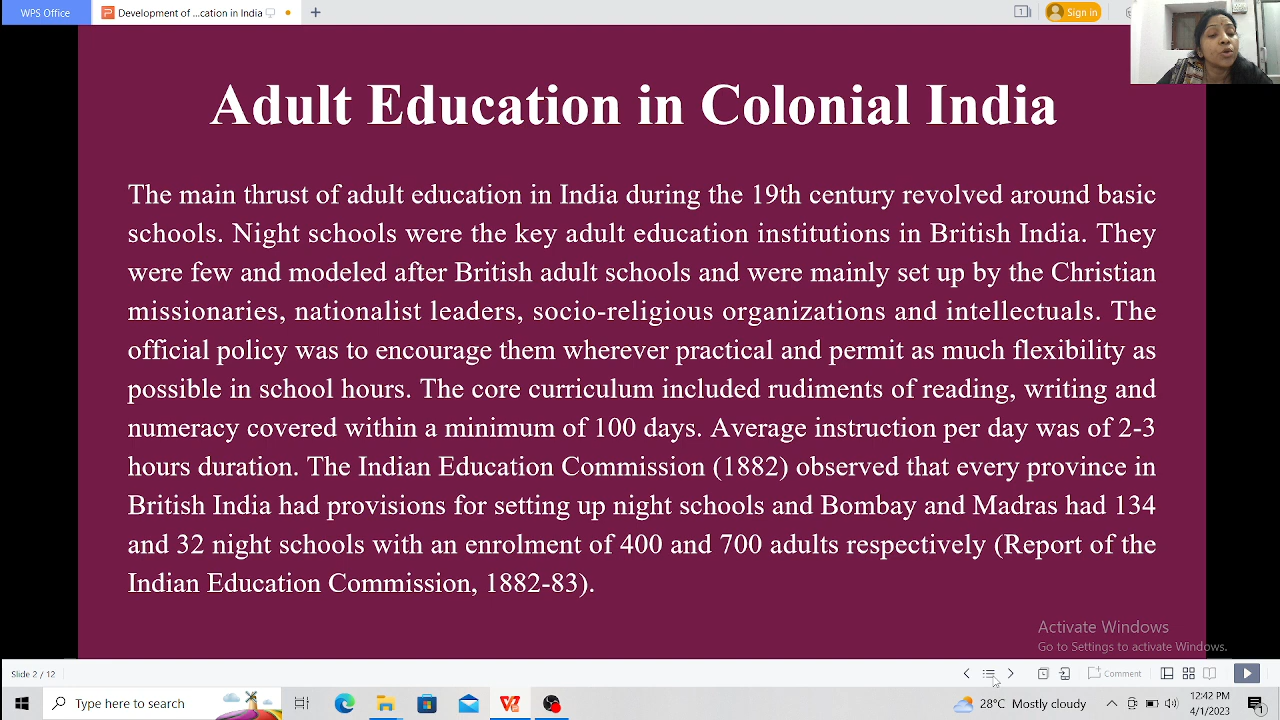 WPS Office
Development of ...cation in India
Sign in
Adult Education in Colonial India
The main thrust of adult education in India during the 19th century revolved around basic
schools. Night schools were the key adult education institutions in British India. They
were few and modeled after British adult schools and were mainly set up by the Christian
missionaries, nationalist leaders, socio-religious organizations and intellectuals. The
official policy was to encourage them wherever practical and permit as much flexibility as
possible in school hours. The core curriculum included rudiments of reading, writing and
numeracy covered within a minimum of 100 days. Average instruction per day was of 2-3
hours duration. The Indian Education Commission (1882) observed that every province in
British India had provisions for setting up night schools and Bombay and Madras had 134
and 32 night schools with an enrolment of 400 and 700 adults respectively (Report of the
Indian Education Commission, 1882-83).
Activate Windows
Go to Settings to activate Windows.
Slide 2 / 12
Comment
Type here to search
28°C Mostly cloudy
12:42 PM
4/1/2023
1